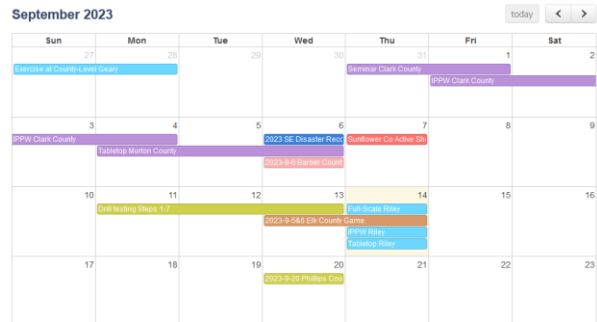 September 2023
today < >
Sun Mon Tue Wed Thu Fri Sat
27 28 29 30 31 1 2
Exercise at County-Level Geary
Seminar Clark County
IPPW Clark County
3 4 5 6 7 8 9
IPPW Clark County
2023 SE Disaster Reco
Sunflower Co Active Sh
Tabletop Morton County
2023-9-6 Barber Count
10 11 12 13 14 15 16
Drill testing Steps 1-7
Full-Scale Riley
2023-9-5&6 Elk County Game
IPPW Riley
Tabletop Riley
17 18 19 20 21 22 23
2023-9-20 Phillips Cou